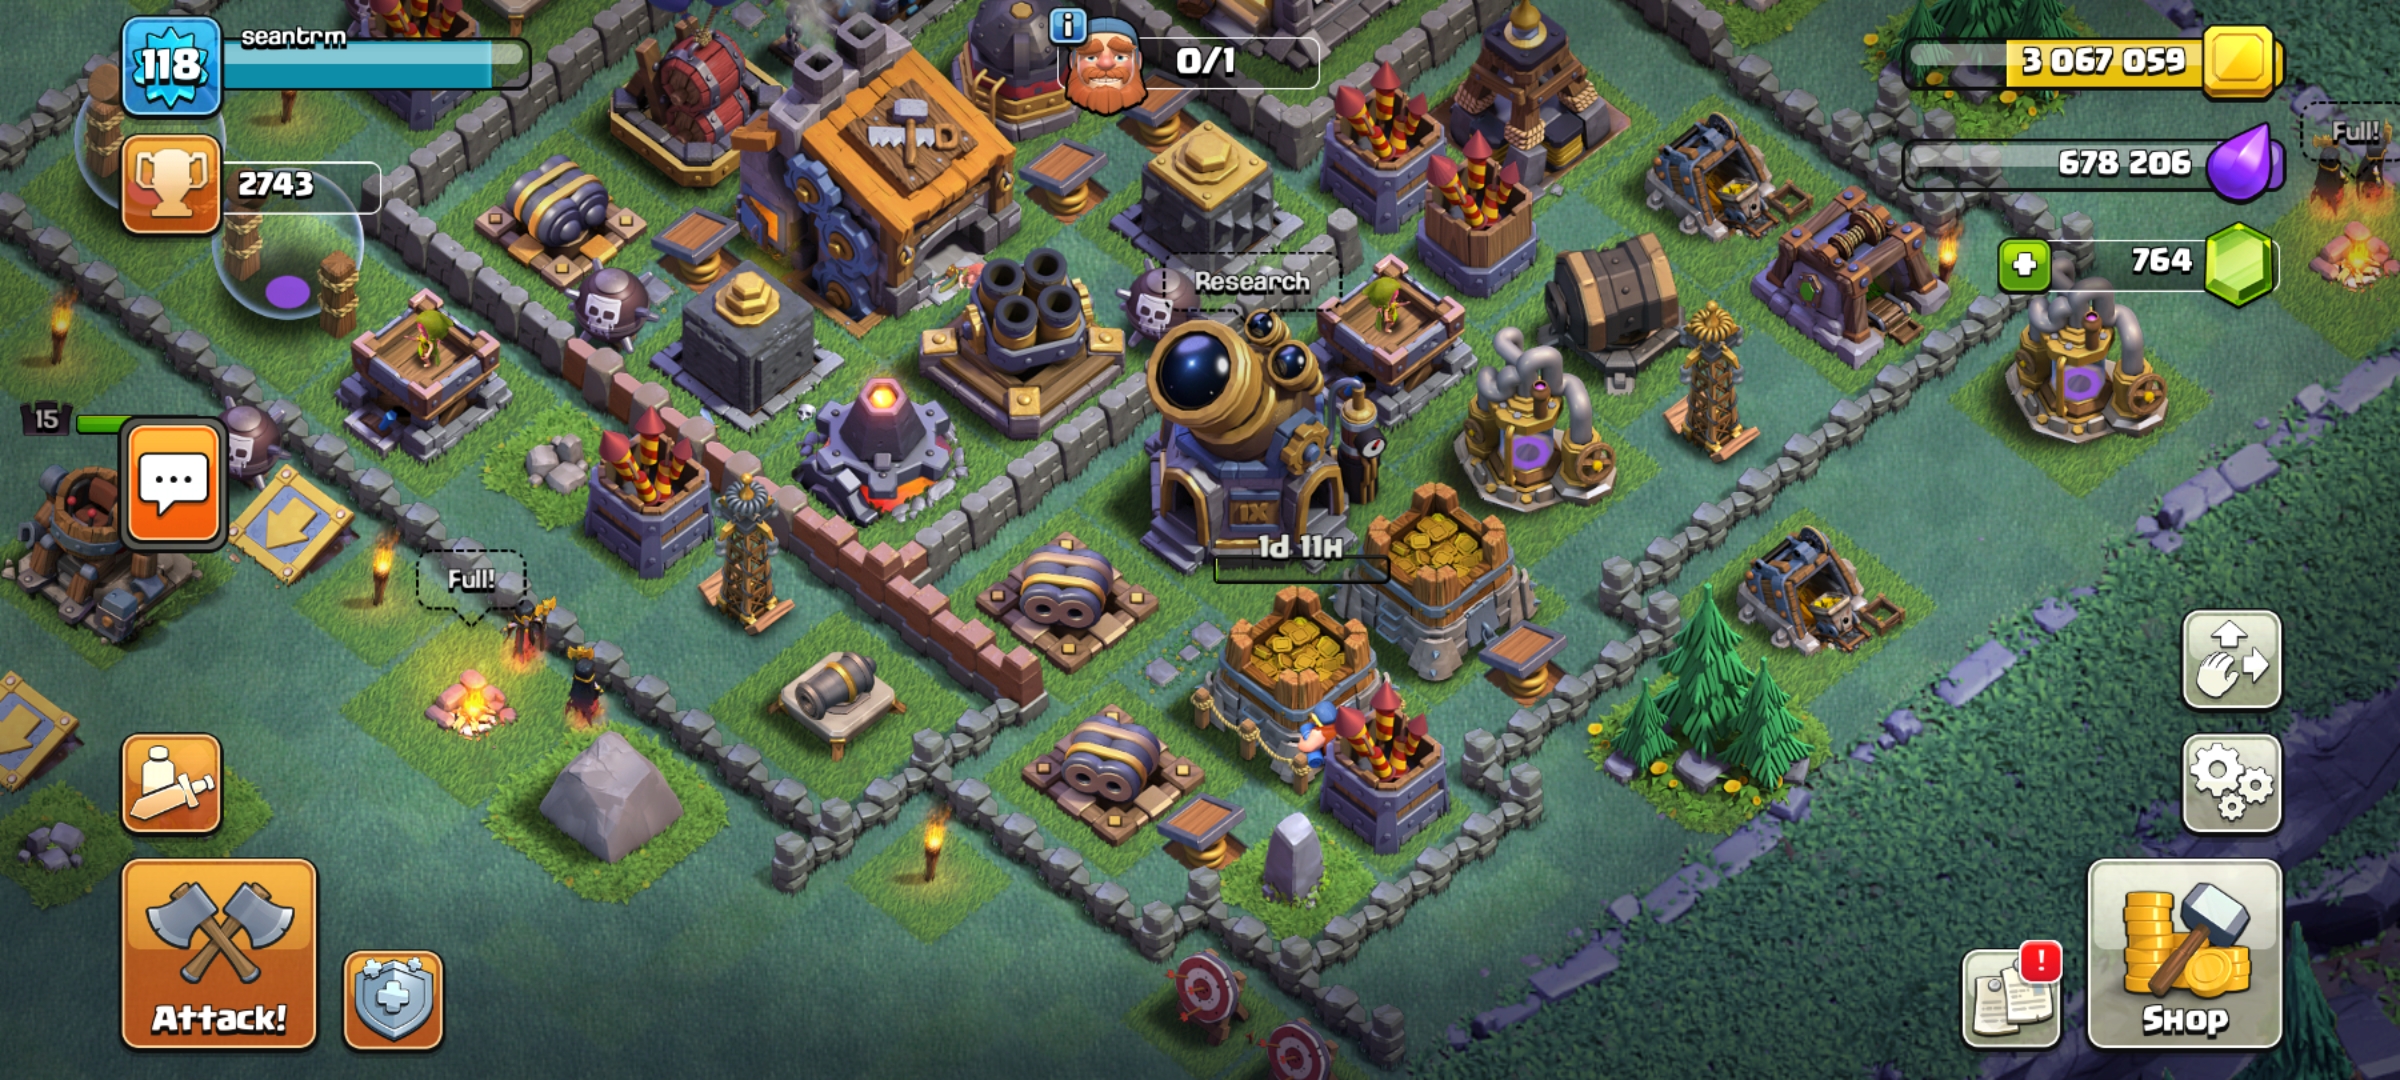 118
seantrm
0/1
3 067 059
Full!
2743
678 206
764
Research
15
IX
1d 11H
Full!
Attack!
!
Shop